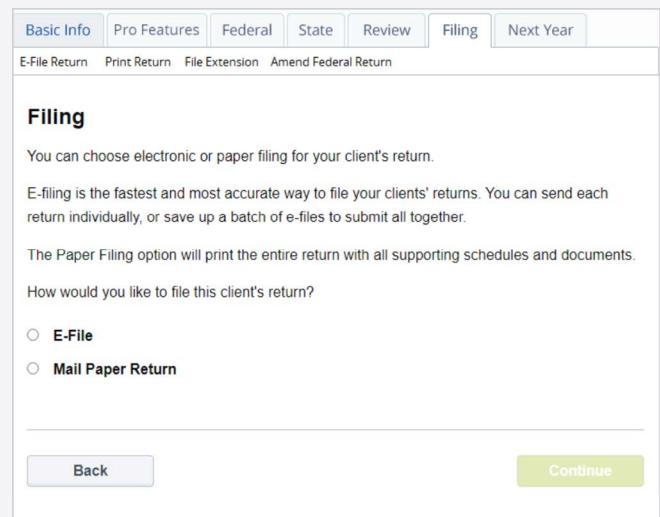 Basic Info Pro Features Federal State Review Filing Next Year
E-File Return Print Return File Extension Amend Federal Return
Filing
You can choose electronic or paper filing for your client's return.
E-filing is the fastest and most accurate way to file your clients' returns. You can send each
return individually, or save up a batch of e-files to submit all together.
The Paper Filing option will print the entire return with all supporting schedules and documents.
How would you like to file this client's return?
E-File
Mail Paper Return
Back Continue